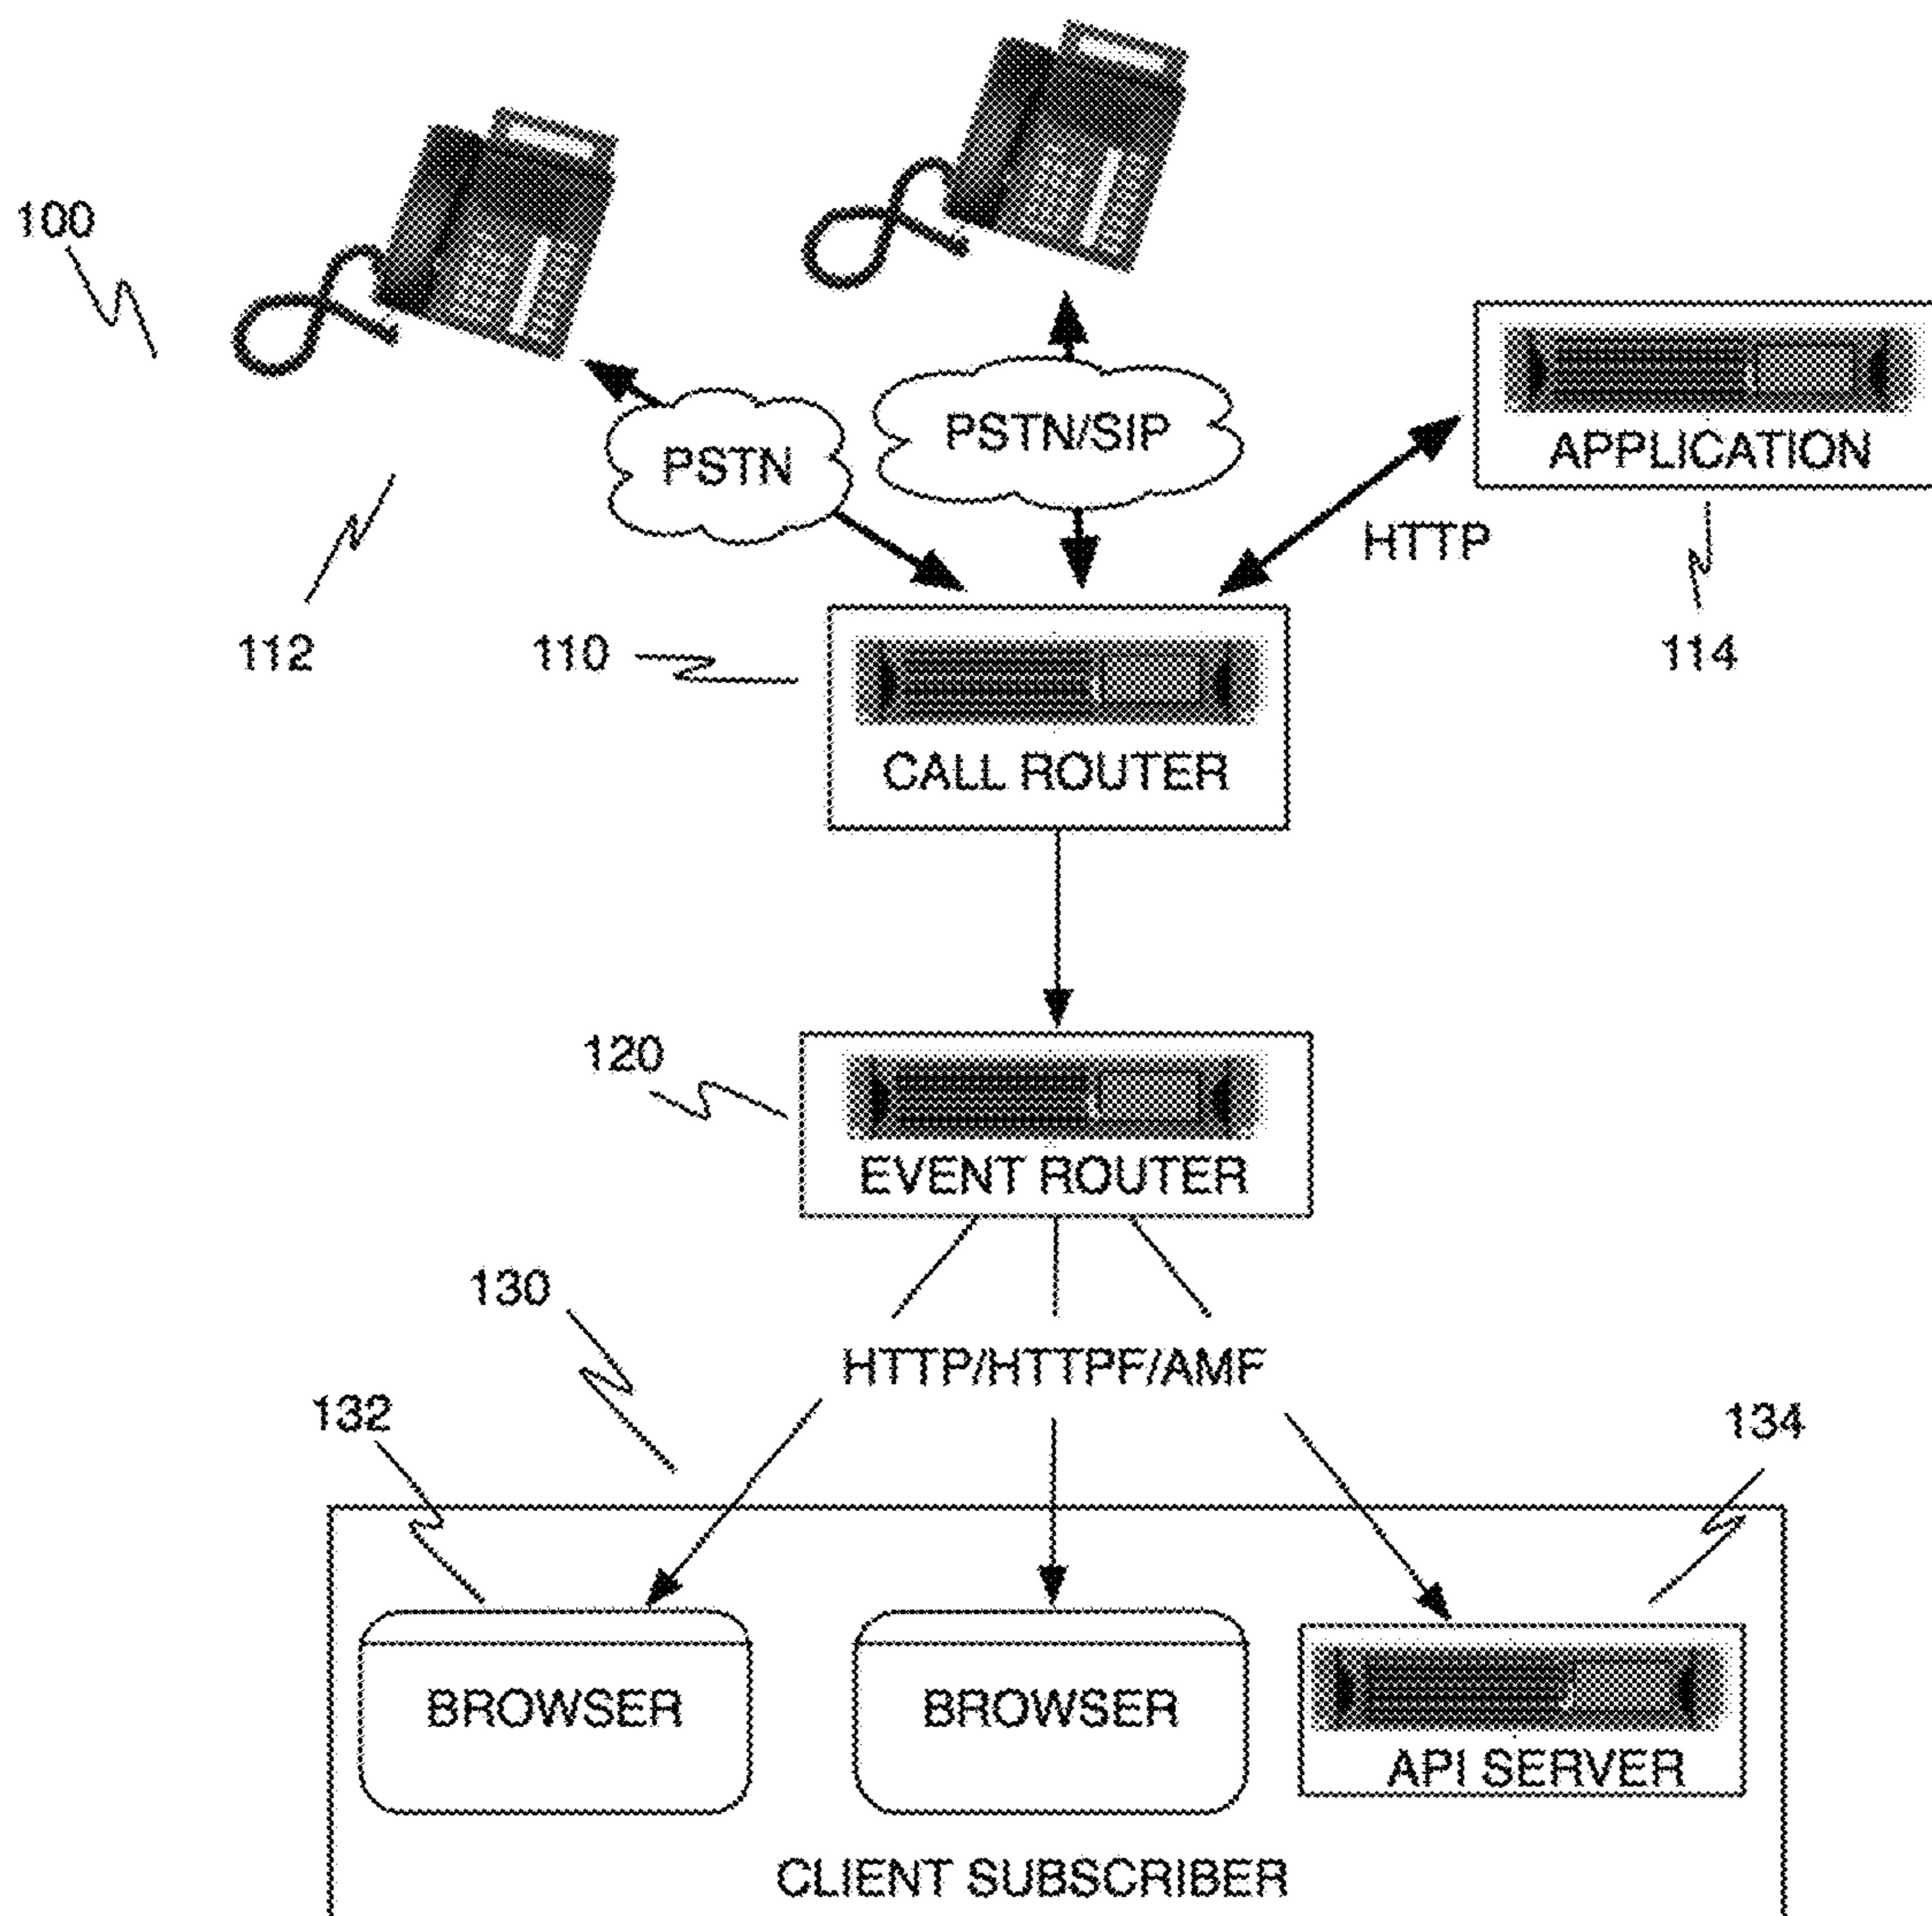 100
PSTN
PSTN/SIP
APPLICATION
HTTP
112
110
114
CALL ROUTER
120
EVENT ROUTER
130
HTTP/HTTPF/AMF
132
134
BROWSER
BROWSER
API SERVER
CLIENT SUBSCRIBER